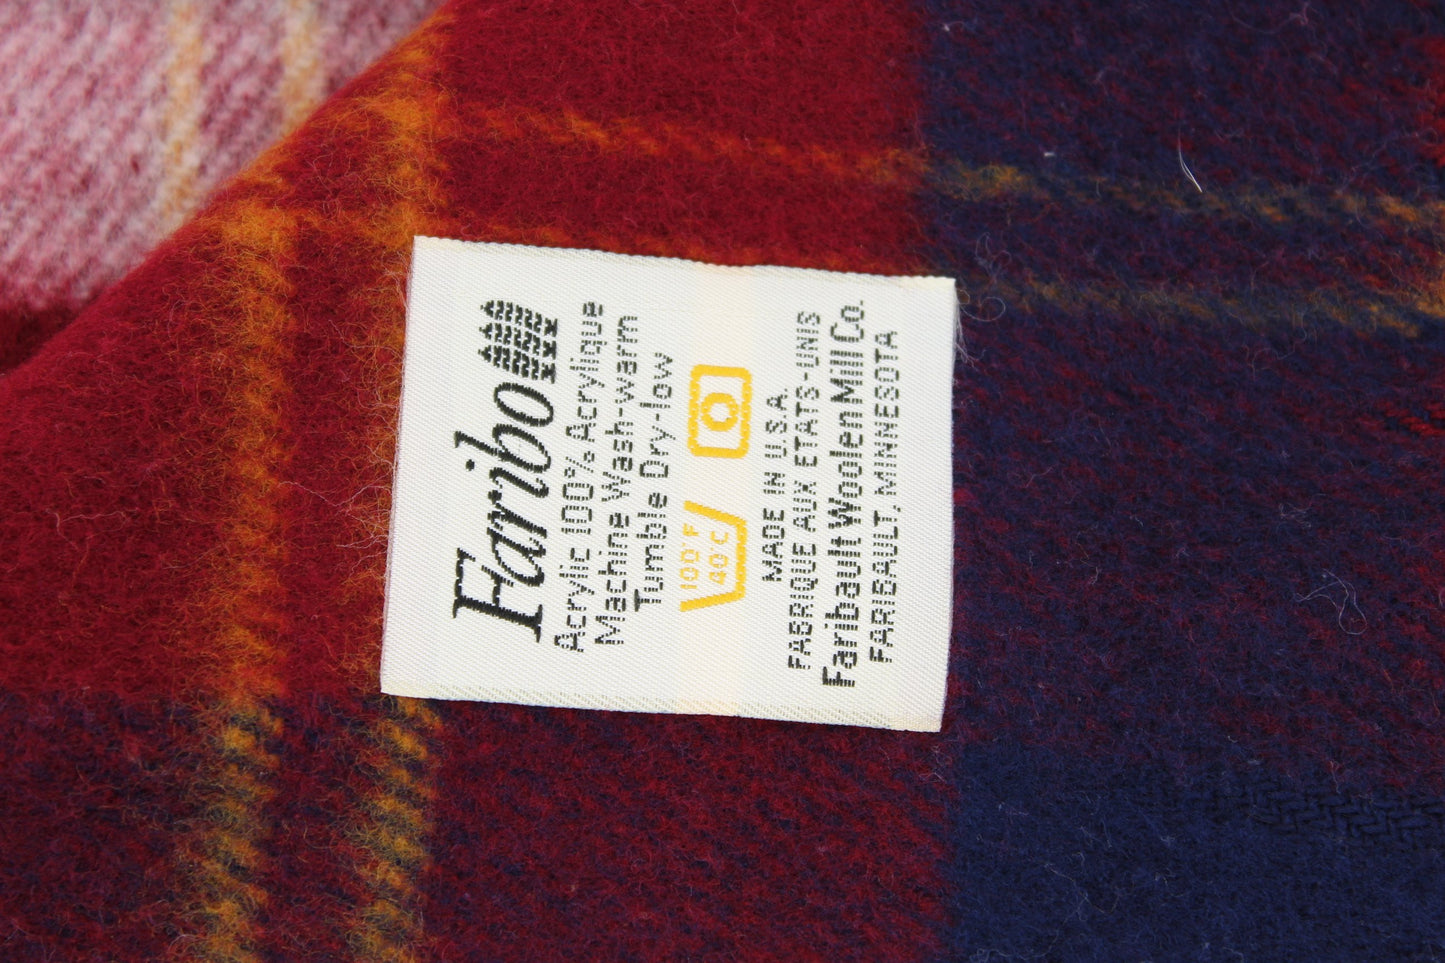 Faribo
Acrylic 100% Acrylique
Machine Wash-warm
Tumble Dry-low
100°F
40°C
MADE IN U.S.A.
FABRIQUE AUX ETATS-UNIS
Faribault Woolen Mill Co.
FARIBAULT, MINNESOTA